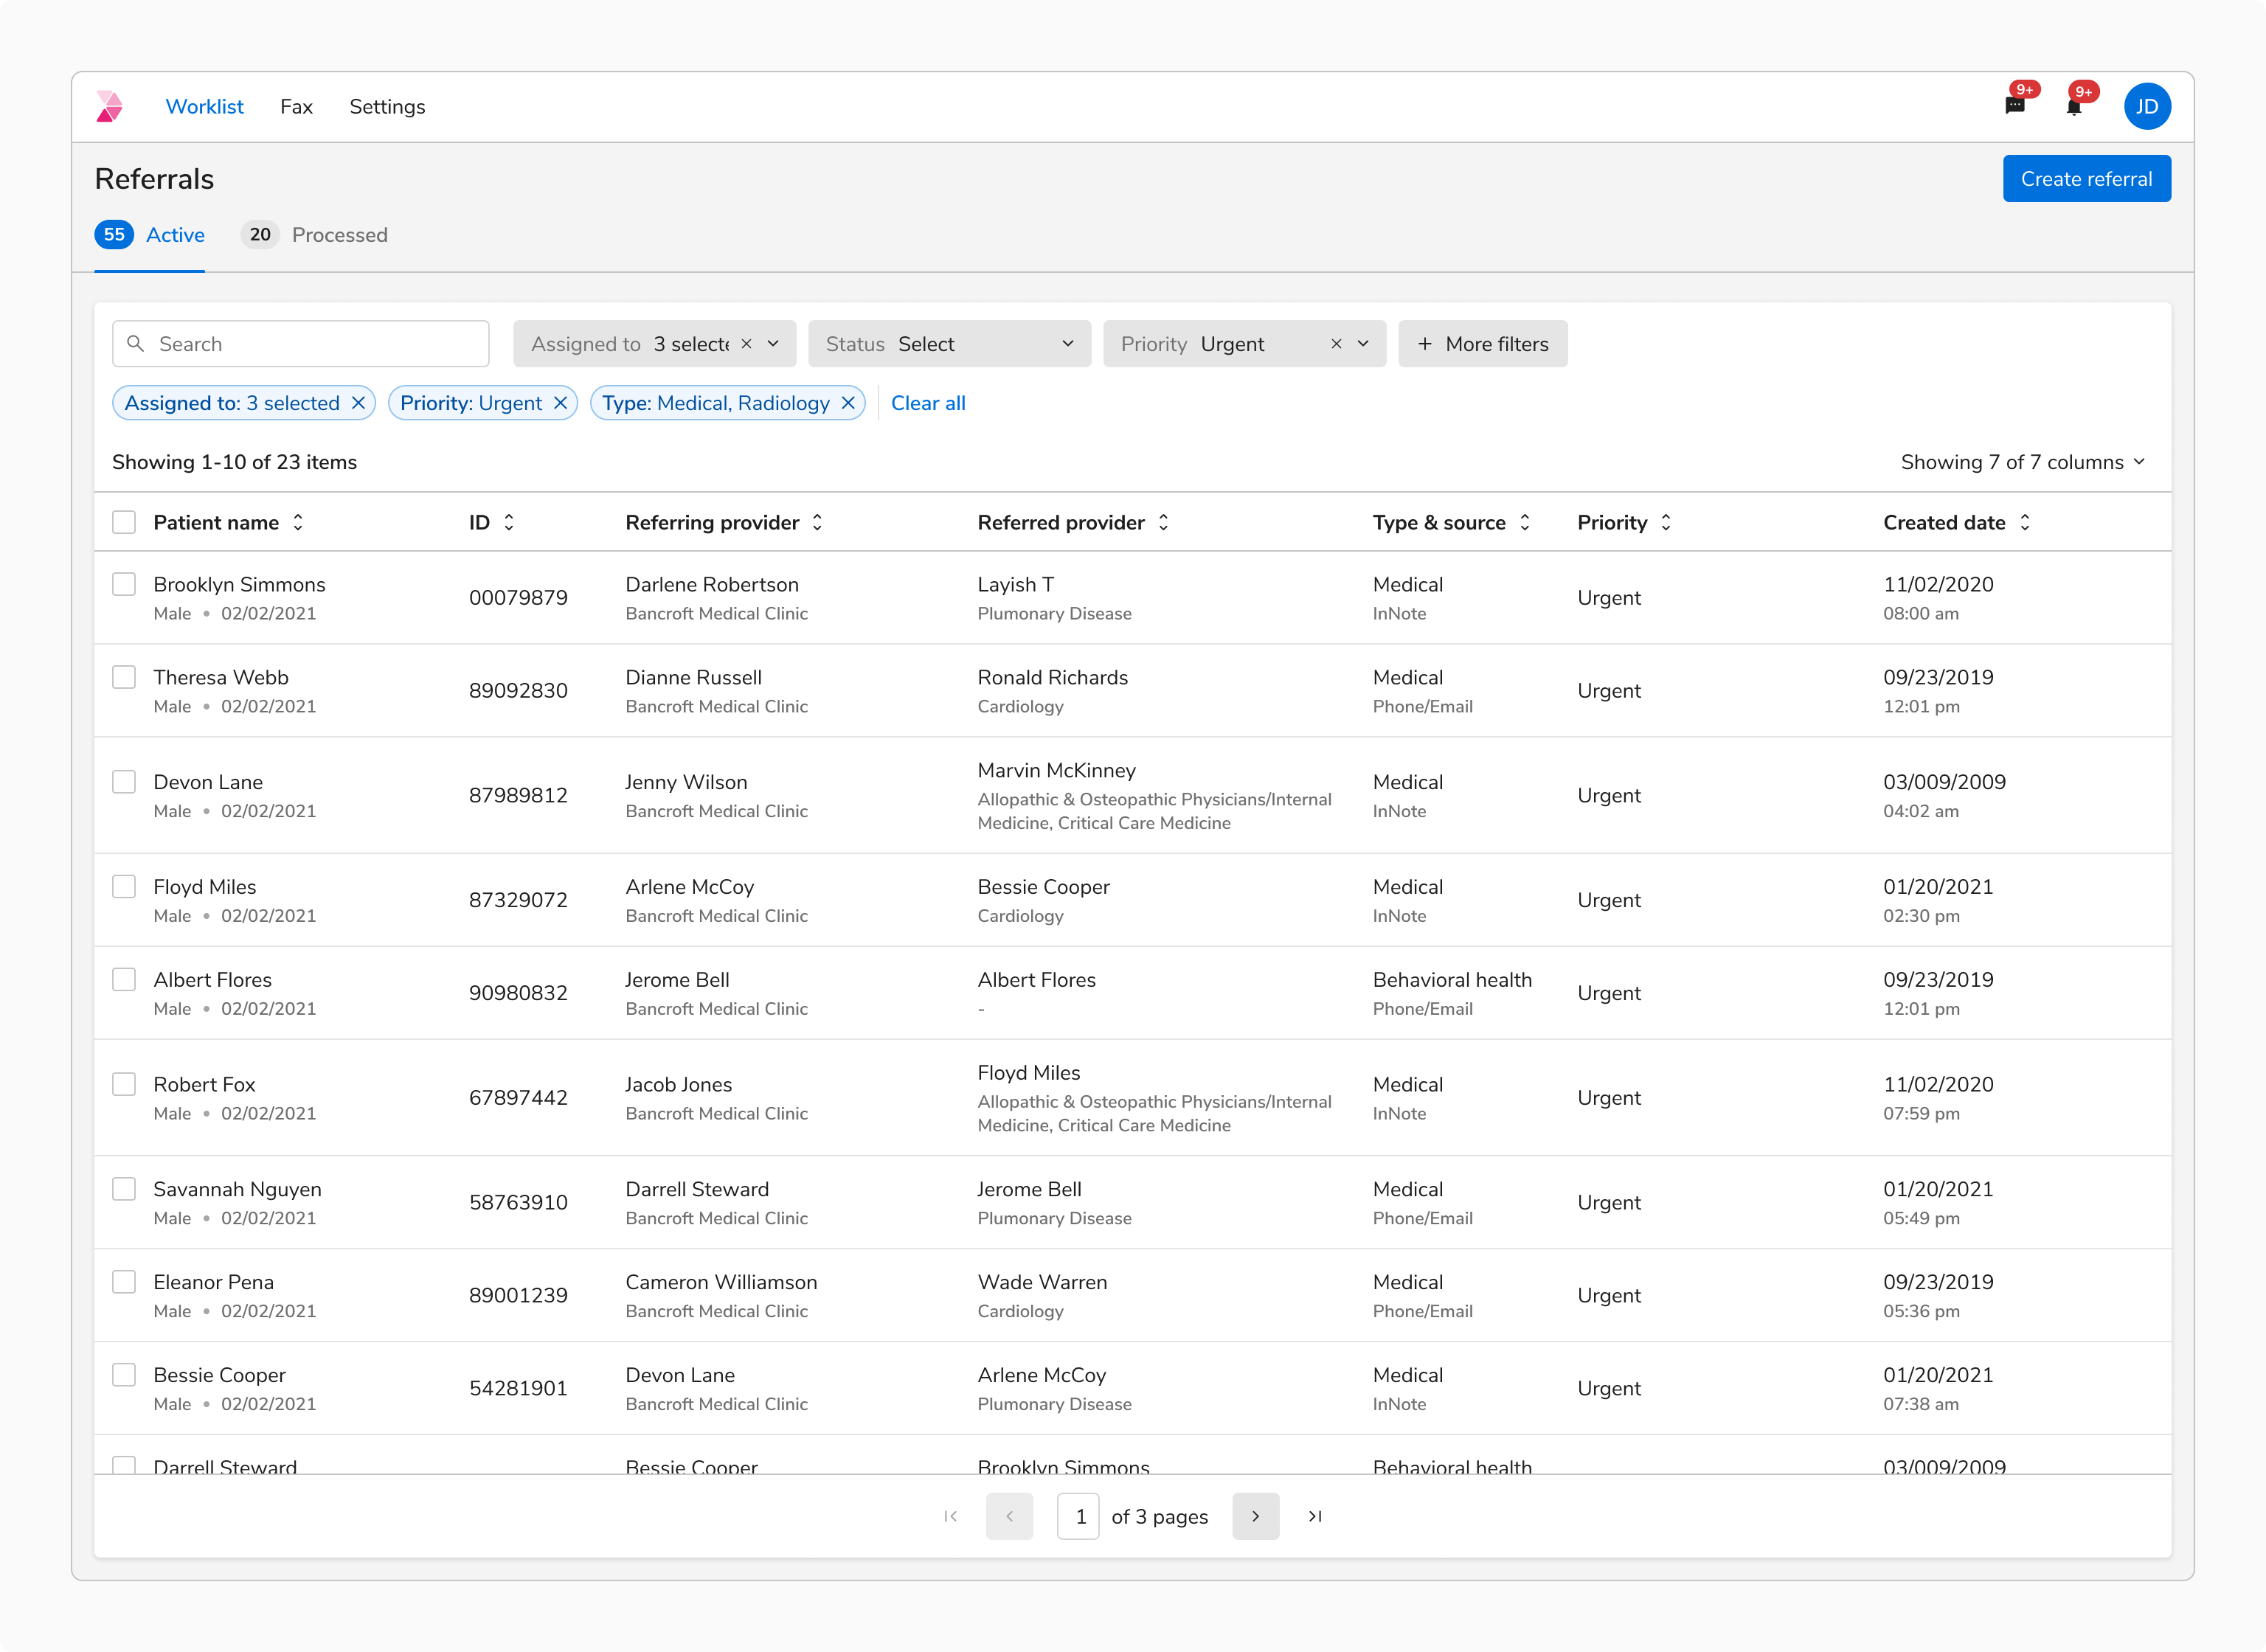 Worklist Fax Settings 9+ 9+ JD
Referrals Create referral
55 Active 20 Processed
Search Assigned to 3 selecte Status Select Priority Urgent More filters
Assigned to: 3 selected Priority: Urgent Type: Medical, Radiology Clear all
Showing 1-10 of 23 items Showing 7 of 7 columns
Patient name ID Referring provider Referred provider Type & source Priority Created date
Brooklyn Simmons 00079879 Darlene Robertson Layish T Medical Urgent 11/02/2020
Male • 02/02/2021 Bancroft Medical Clinic Plumonary Disease InNote 08:00 am
Theresa Webb 89092830 Dianne Russell Ronald Richards Medical Urgent 09/23/2019
Male • 02/02/2021 Bancroft Medical Clinic Cardiology Phone/Email 12:01 pm
Devon Lane 87989812 Jenny Wilson Marvin McKinney Medical Urgent 03/009/2009
Male • 02/02/2021 Bancroft Medical Clinic Allopathic & Osteopathic Physicians/Internal InNote 04:02 am
Medicine, Critical Care Medicine
Floyd Miles 87329072 Arlene McCoy Bessie Cooper Medical Urgent 01/20/2021
Male • 02/02/2021 Bancroft Medical Clinic Cardiology InNote 02:30 pm
Albert Flores 90980832 Jerome Bell Albert Flores Behavioral health Urgent 09/23/2019
Male • 02/02/2021 Bancroft Medical Clinic - Phone/Email 12:01 pm
Robert Fox 67897442 Jacob Jones Floyd Miles Medical Urgent 11/02/2020
Male • 02/02/2021 Bancroft Medical Clinic Allopathic & Osteopathic Physicians/Internal InNote 07:59 pm
Medicine, Critical Care Medicine
Savannah Nguyen 58763910 Darrell Steward Jerome Bell Medical Urgent 01/20/2021
Male • 02/02/2021 Bancroft Medical Clinic Plumonary Disease Phone/Email 05:49 pm
Eleanor Pena 89001239 Cameron Williamson Wade Warren Medical Urgent 09/23/2019
Male • 02/02/2021 Bancroft Medical Clinic Cardiology Phone/Email 05:36 pm
Bessie Cooper 54281901 Devon Lane Arlene McCoy Medical Urgent 01/20/2021
Male • 02/02/2021 Bancroft Medical Clinic Plumonary Disease InNote 07:38 am
Darrell Steward Bessie Cooper Brooklyn Simmons Behavioral health 03/009/2009
1 of 3 pages